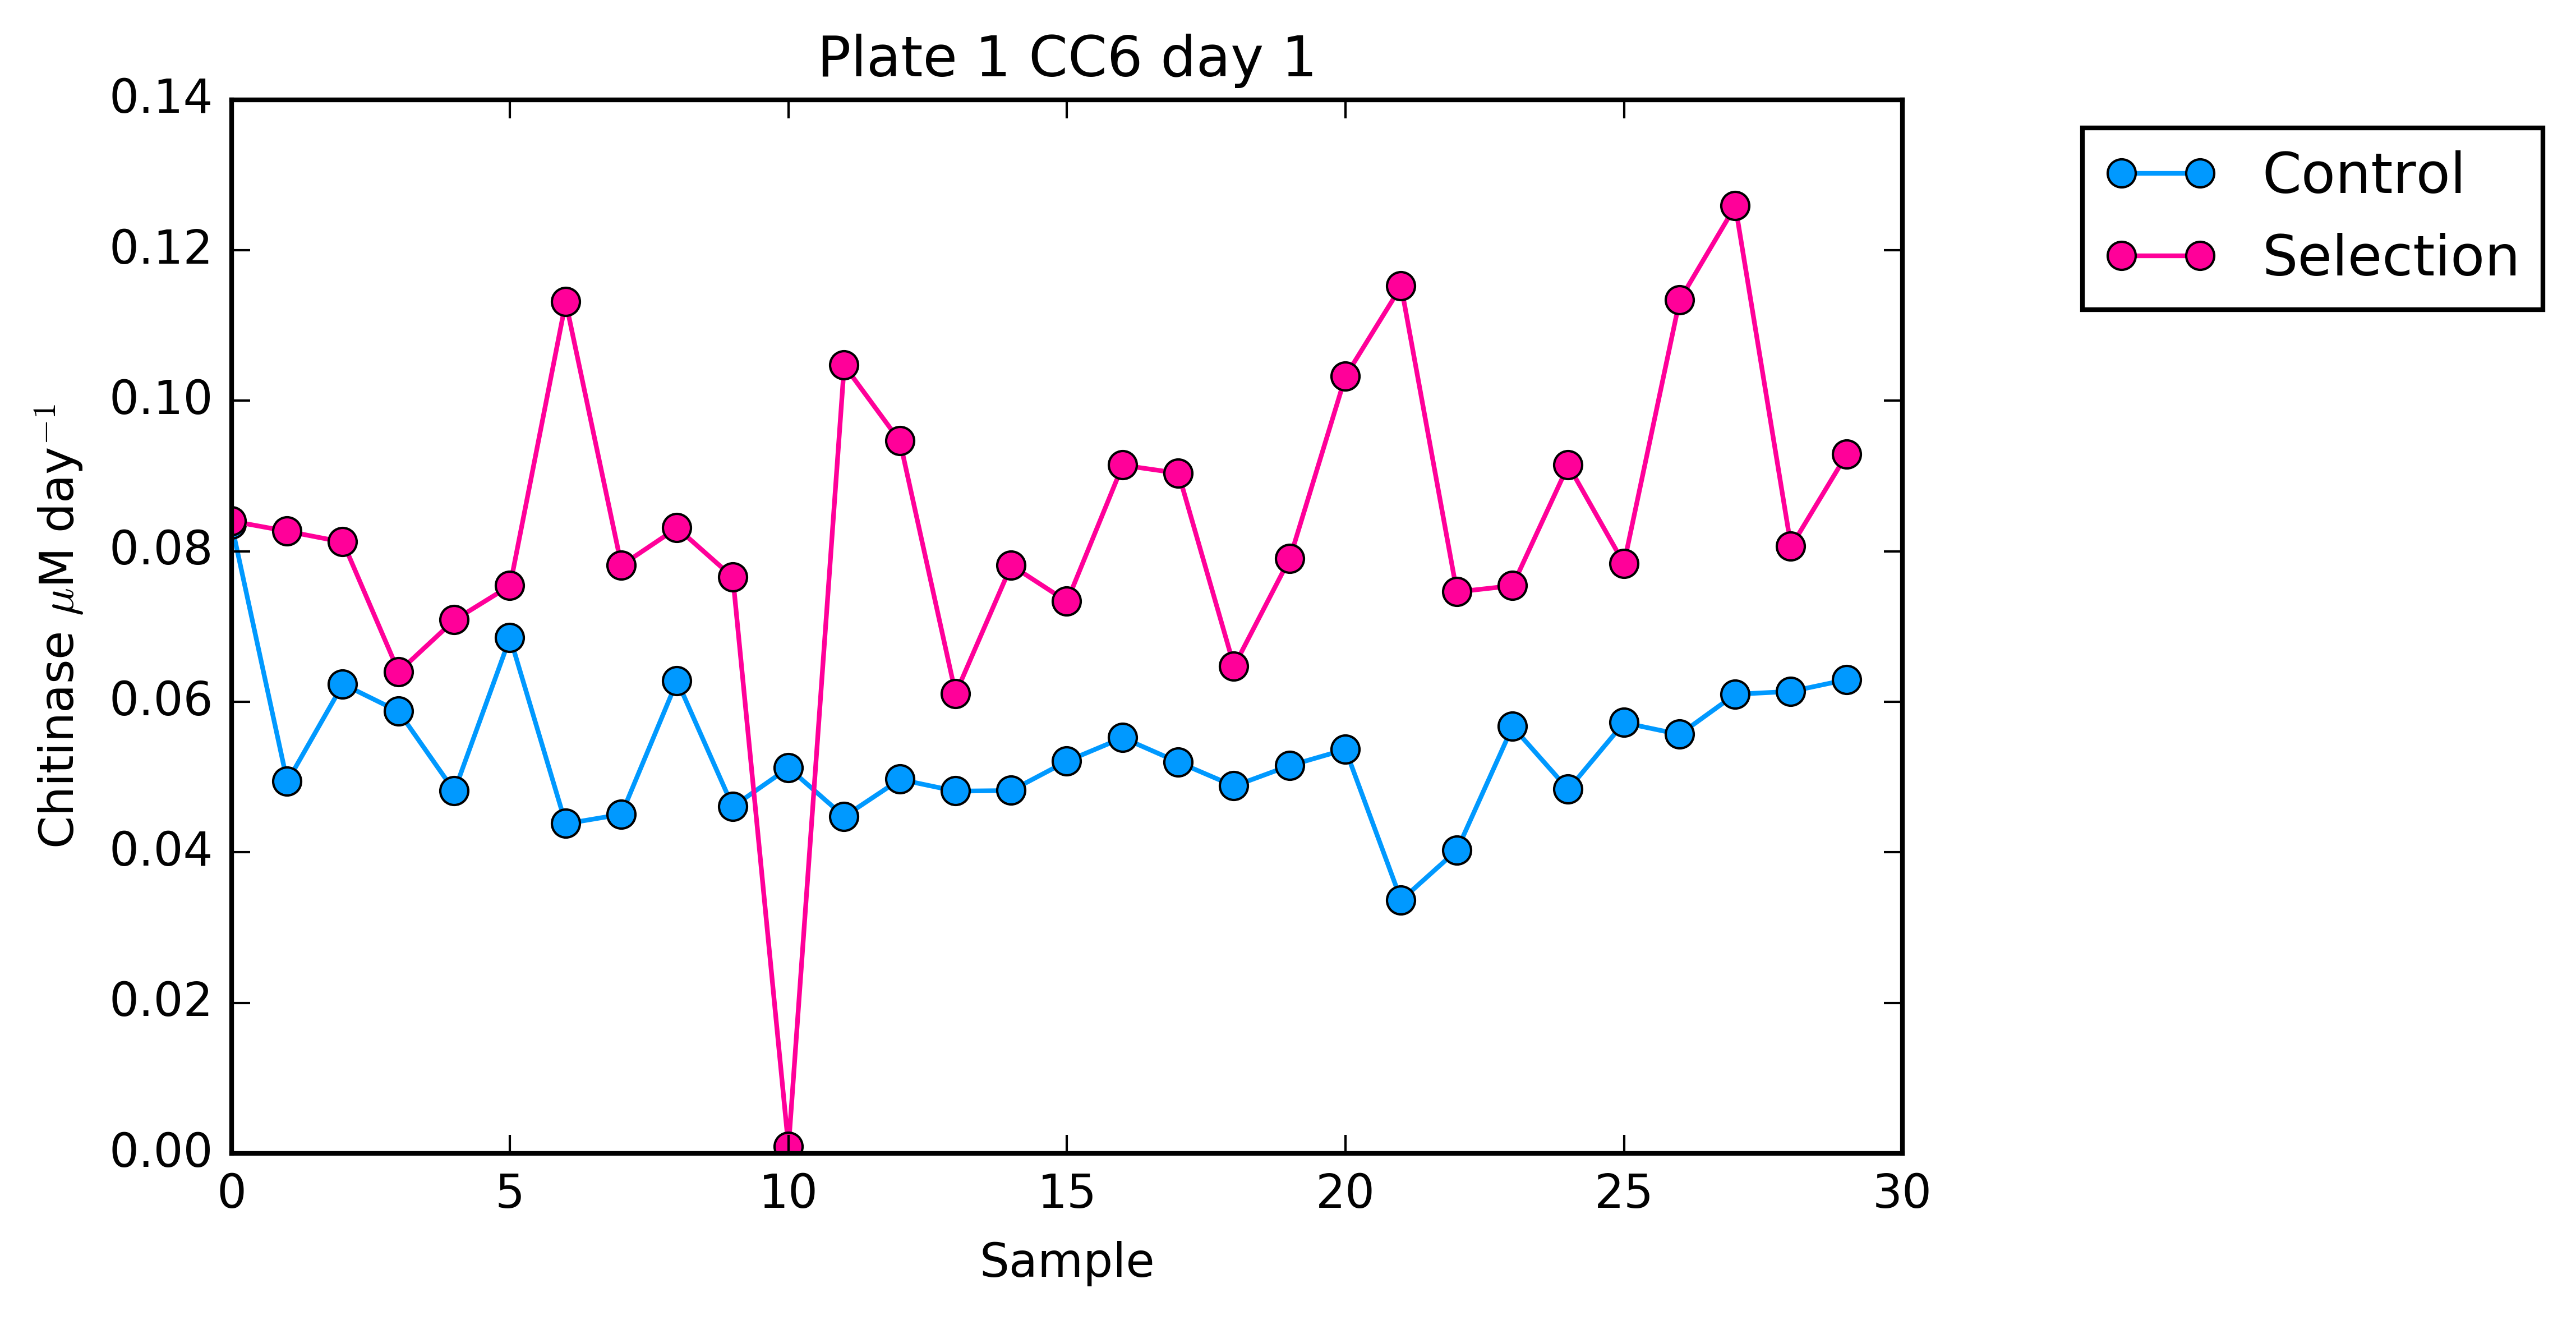 Plate 1 CC6 day 1
0.14
0.12
0.10
0.08
0.06
0.04
0.02
0.00
Chitinase μM day⁻¹
0 5 10 15 20 25 30
Sample
Control
Selection